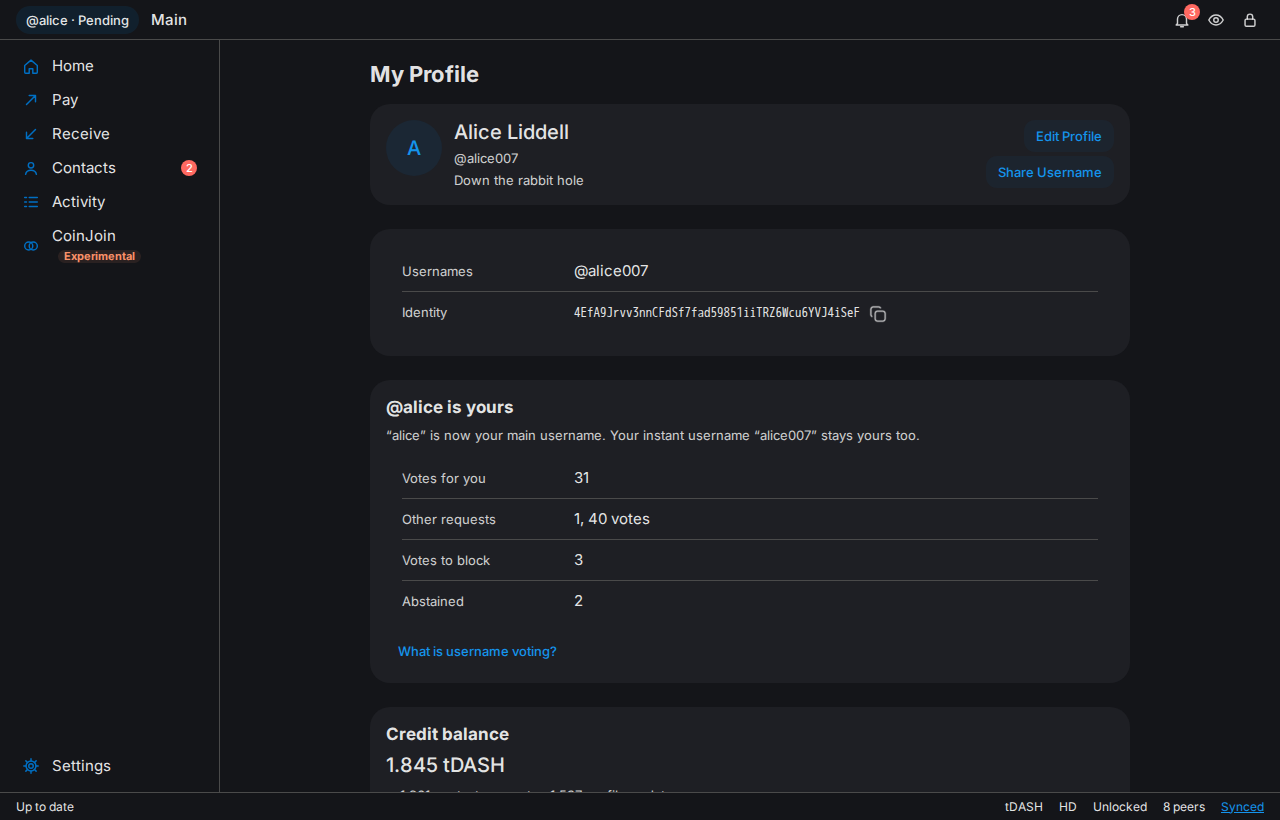 @alice · Pending Main 3
Home
Pay
Receive
Contacts 2
Activity
CoinJoin
Experimental
Settings
My Profile
A
Alice Liddell
@alice007
Down the rabbit hole
Edit Profile
Share Username
Usernames @alice007
Identity 4EfA9Jrvv3nnCFdSf7fad59851iiTRZ6Wcu6YVJ4iSeF
@alice is yours
“alice” is now your main username. Your instant username “alice007” stays yours too.
Votes for you 31
Other requests 1, 40 votes
Votes to block 3
Abstained 2
What is username voting?
Credit balance
1.845 tDASH
Up to date tDASH HD Unlocked 8 peers Synced